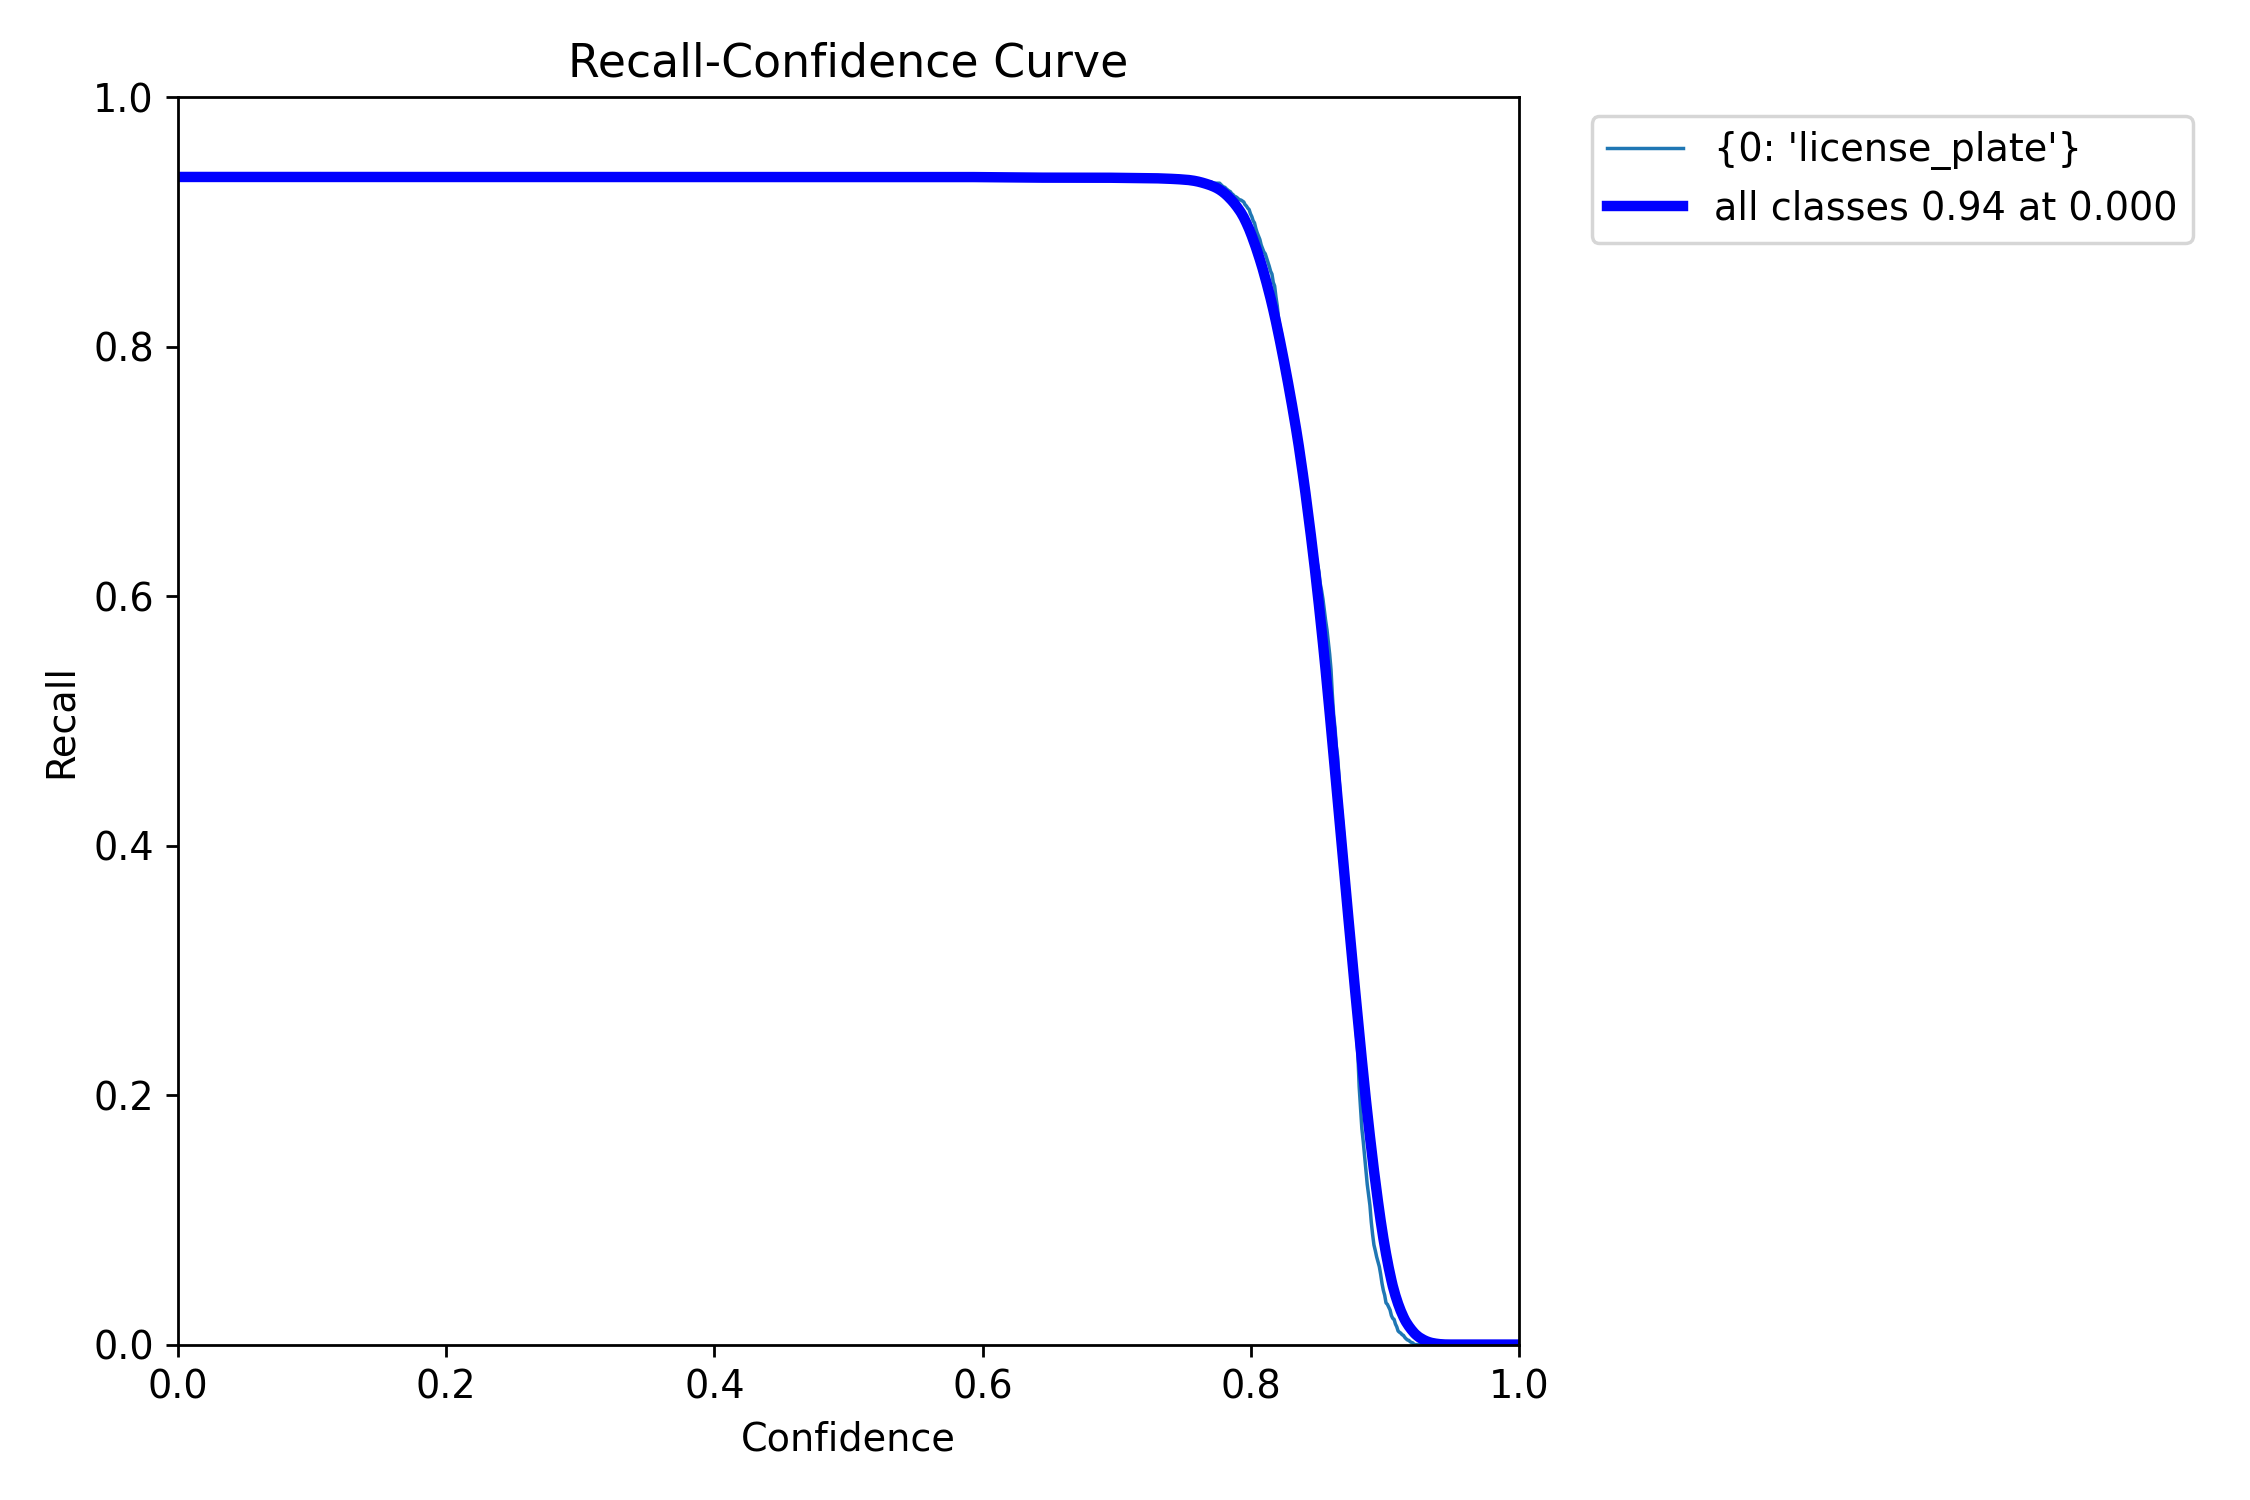 Recall-Confidence Curve
{0: 'license_plate'}
all classes 0.94 at 0.000
1.0
0.8
0.6
0.4
0.2
0.0
Recall
0.0 0.2 0.4 0.6 0.8 1.0
Confidence